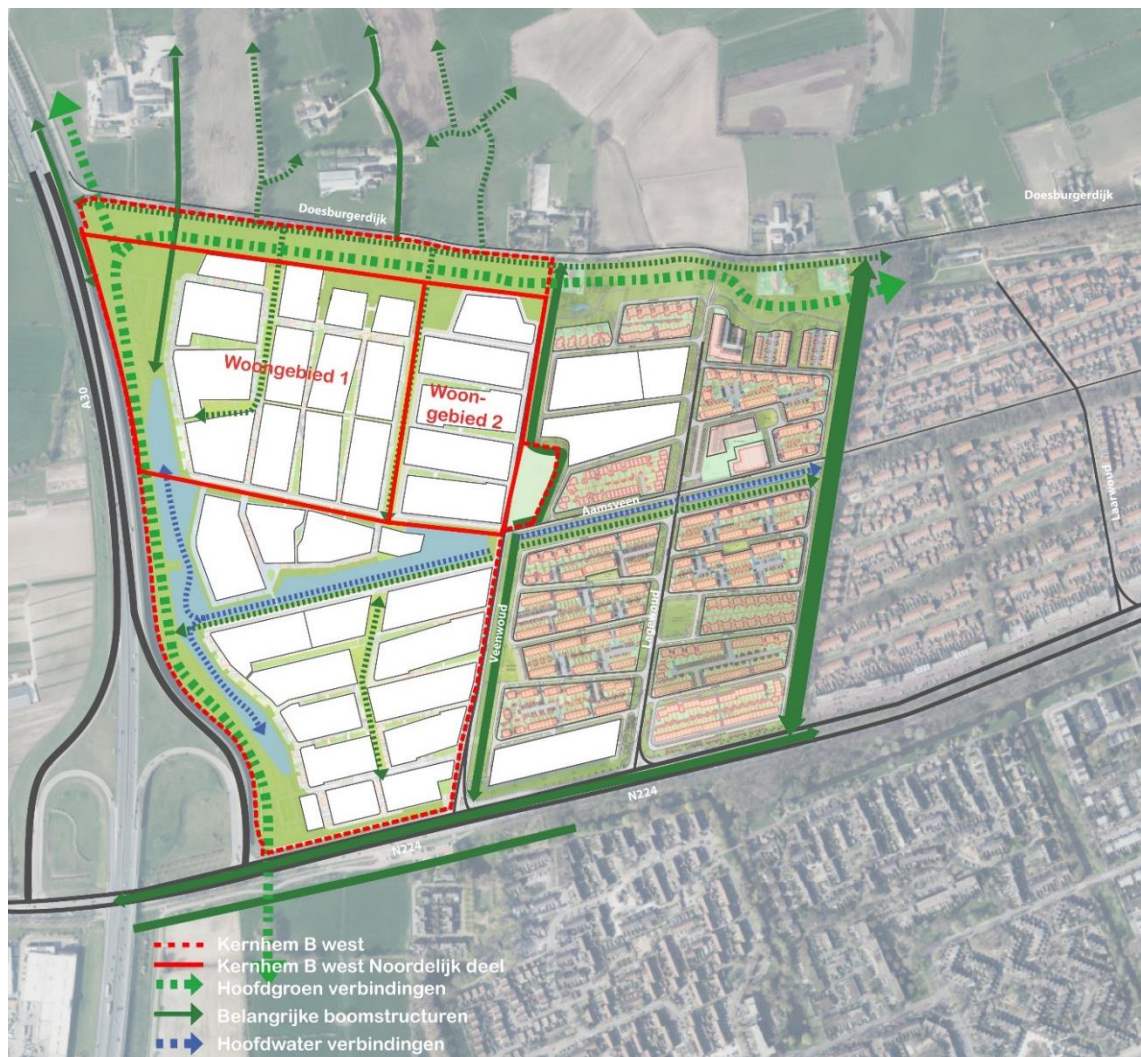 Doesburgerdijk
Doesburgerdijk
A30
Woongebied 1
Woon-
gebied 2
Laarwoud
Aamsveen
Veenwoud
Lagewoud
N224
N224
Kernhem B west
Kernhem B west Noordelijk deel
Hoofdgroen verbindingen
Belangrijke boomstructuren
Hoofdwater verbindingen